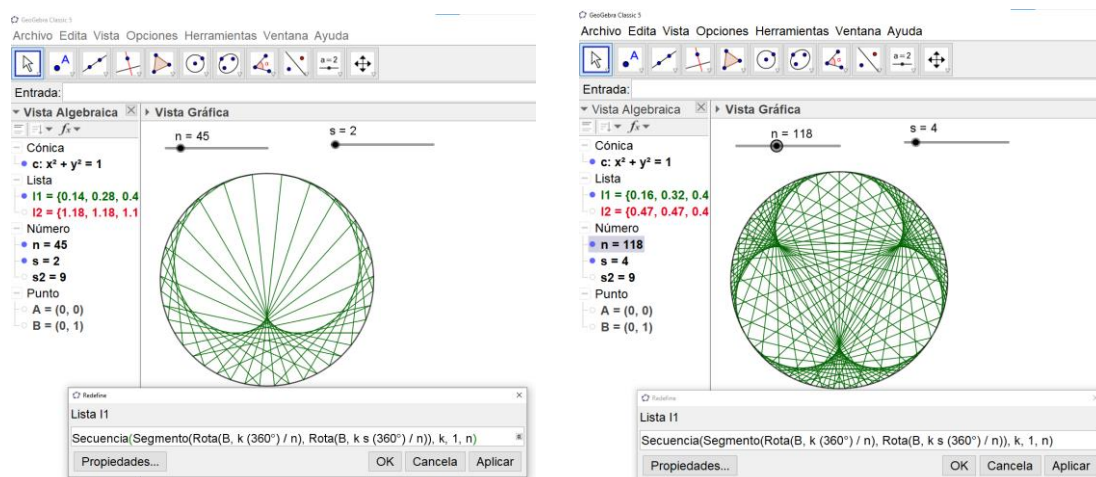 GeoGebra Classic 5
Archivo Edita Vista Opciones Herramientas Ventana Ayuda
A
α
a=2
Entrada:
Vista Algebraica
Vista Gráfica
fx
Cónica
c: x² + y² = 1
Lista
l1 = {0.14, 0.28, 0.4
l2 = {1.18, 1.18, 1.1
Número
n = 45
s = 2
s2 = 9
Punto
A = (0, 0)
B = (0, 1)
n = 45
s = 2
Redefine
Lista l1
Secuencia(Segmento(Rota(B, k (360°) / n), Rota(B, k s (360°) / n)), k, 1, n)
α
Propiedades...
OK
Cancela
Aplicar
GeoGebra Classic 5
Archivo Edita Vista Opciones Herramientas Ventana Ayuda
A
α
a=2
Entrada:
Vista Algebraica
Vista Gráfica
fx
Cónica
c: x² + y² = 1
Lista
l1 = {0.16, 0.32, 0.4
l2 = {0.47, 0.47, 0.4
Número
n = 118
s = 4
s2 = 9
Punto
A = (0, 0)
B = (0, 1)
n = 118
s = 4
Redefine
Lista l1
Secuencia(Segmento(Rota(B, k (360°) / n), Rota(B, k s (360°) / n)), k, 1, n)
Propiedades...
OK
Cancela
Aplicar